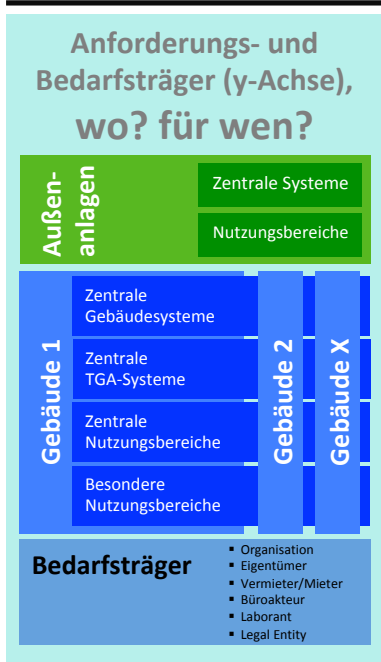 Anforderungs- und
Bedarfsträger (y-Achse),
wo? für wen?
Außen-
anlagen
Zentrale Systeme
Nutzungsbereiche
Gebäude 1
Zentrale
Gebäudesysteme
Zentrale
TGA-Systeme
Zentrale
Nutzungsbereiche
Besondere
Nutzungsbereiche
Gebäude 2
Gebäude X
Bedarfsträger
▪ Organisation
▪ Eigentümer
▪ Vermieter/Mieter
▪ Büroakteur
▪ Laborant
▪ Legal Entity